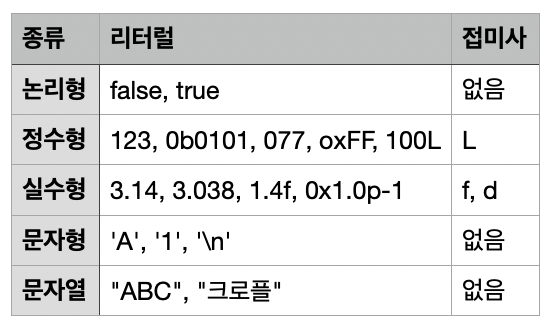 종류 리터럴 접미사
논리형 false, true 없음
정수형 123, 0b0101, 077, oxFF, 100L L
실수형 3.14, 3.038, 1.4f, 0x1.0p-1 f, d
문자형 'A', '1', '\n' 없음
문자열 "ABC", "크로플" 없음